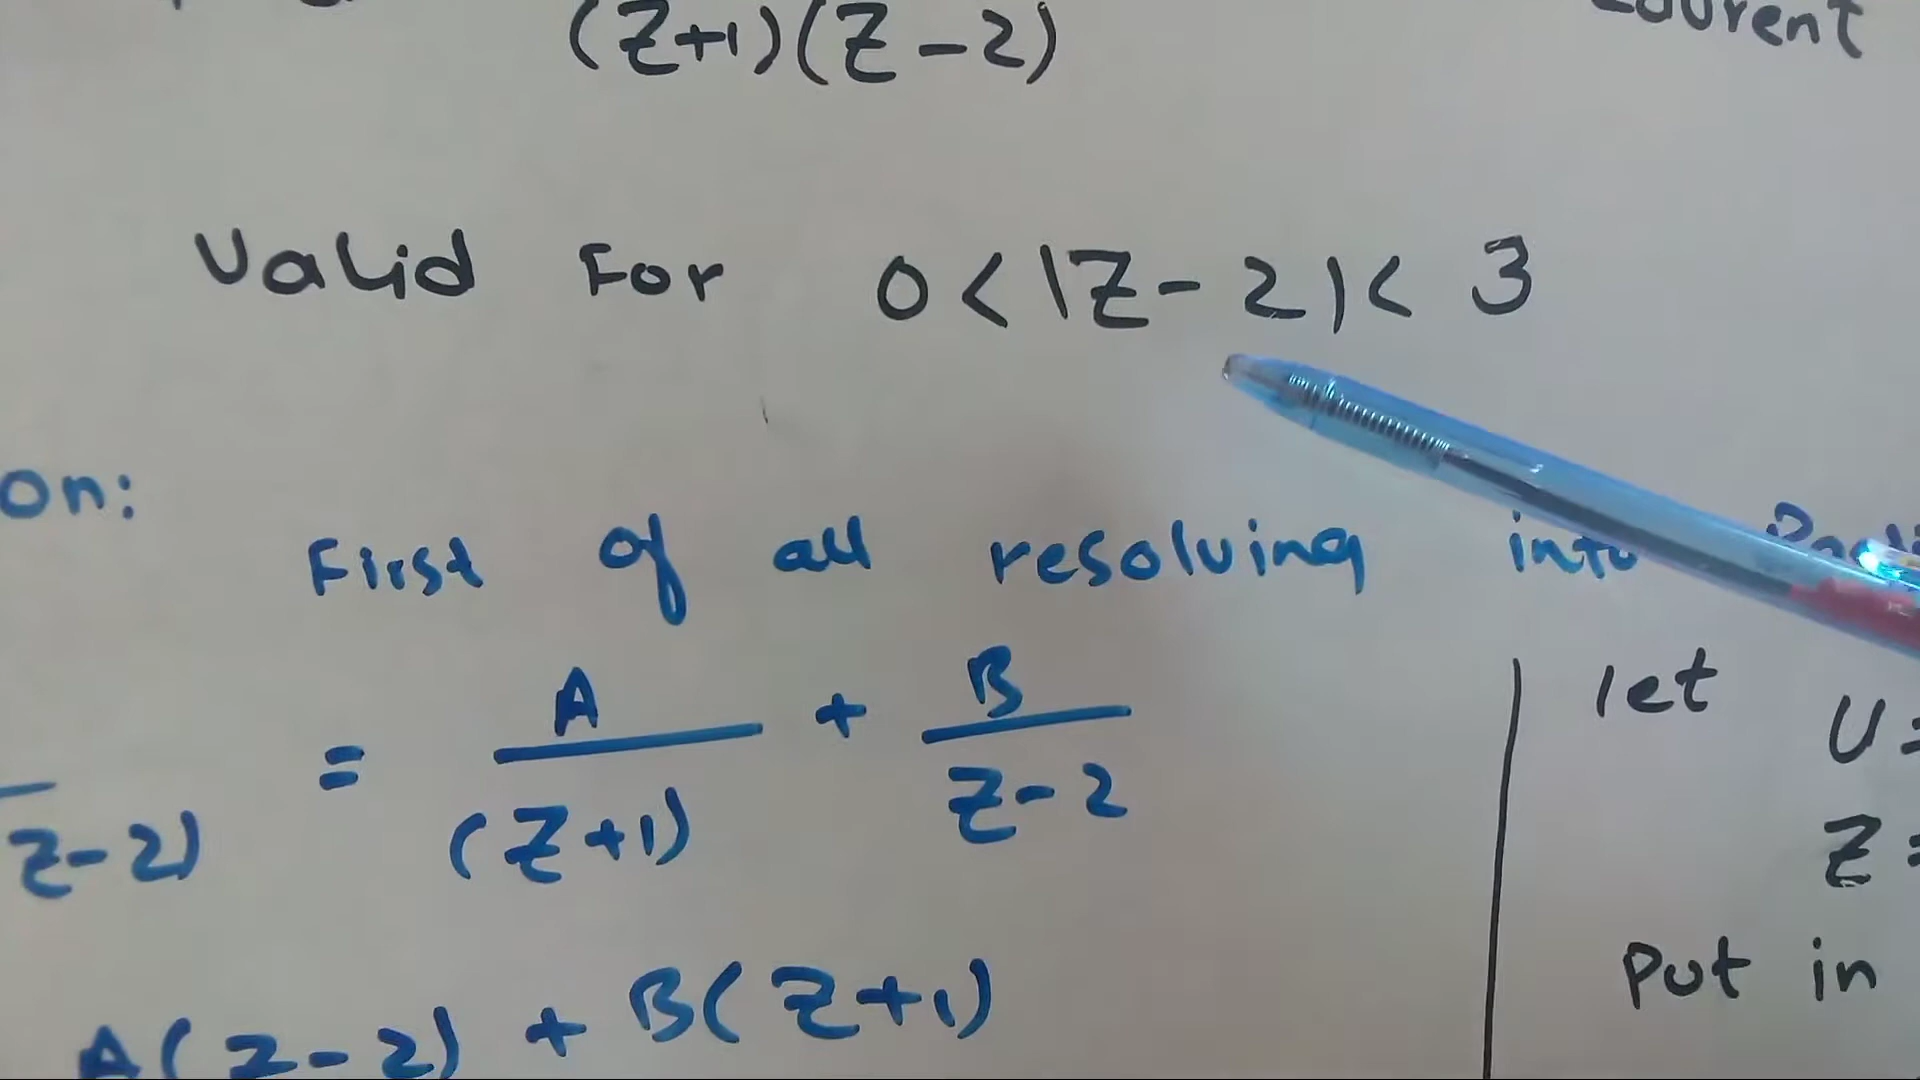 (Z+1)(Z-2)
Valid For 0<|Z-2|<3
on:
First of all resolving into
= A/(Z+1) + B/Z-2
Z-2)
A(Z-2) + B(Z+1)
let U=
Z=
Put in